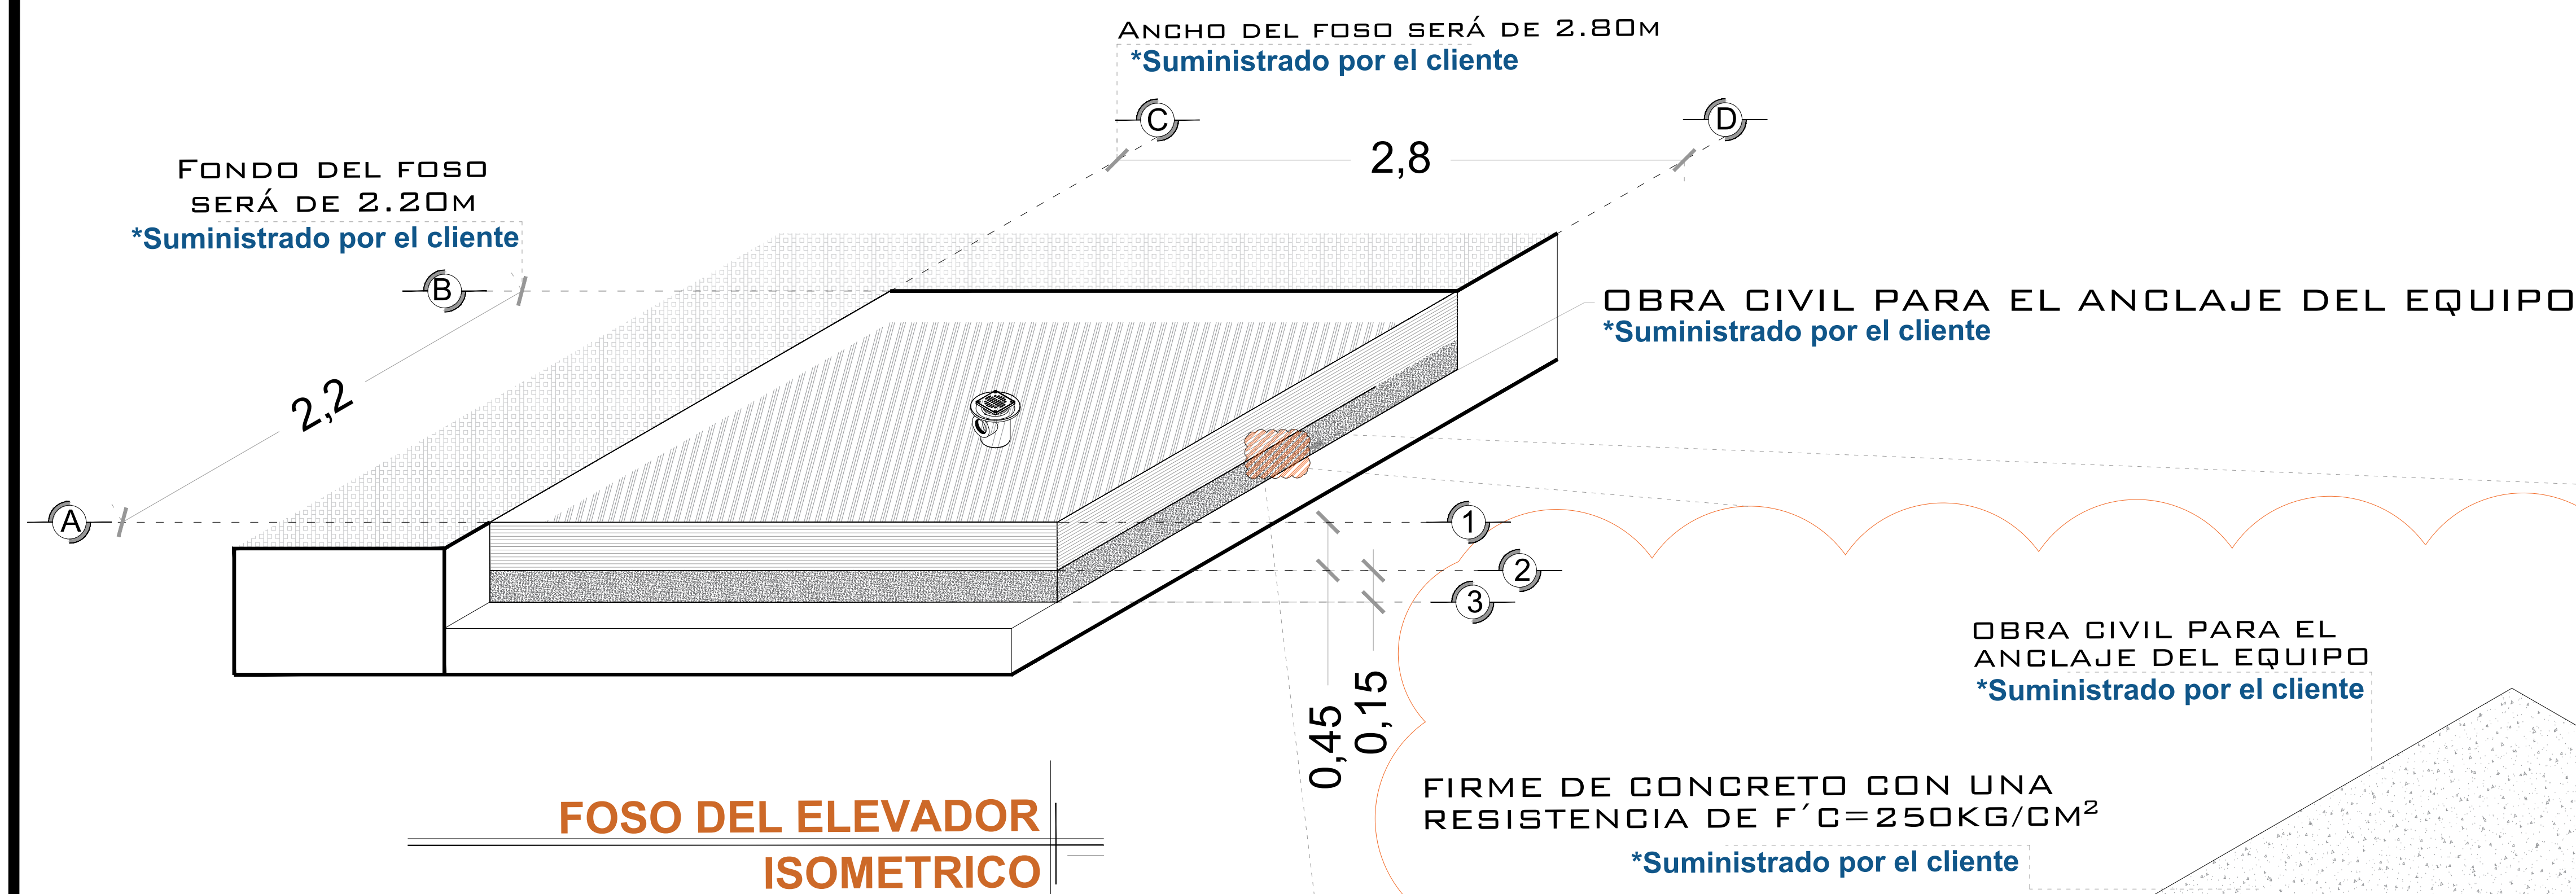 ANCHO DEL FOSO SERÁ DE 2.80M
*Suministrado por el cliente
C
D
2,8
FONDO DEL FOSO
SERÁ DE 2.20M
*Suministrado por el cliente
B
2,2
A
OBRA CIVIL PARA EL ANCLAJE DEL EQUIPO
*Suministrado por el cliente
1
2
3
0,45
0,15
OBRA CIVIL PARA EL
ANCLAJE DEL EQUIPO
*Suministrado por el cliente
FIRME DE CONCRETO CON UNA
RESISTENCIA DE F´C=250KG/CM²
*Suministrado por el cliente
FOSO DEL ELEVADOR
ISOMETRICO